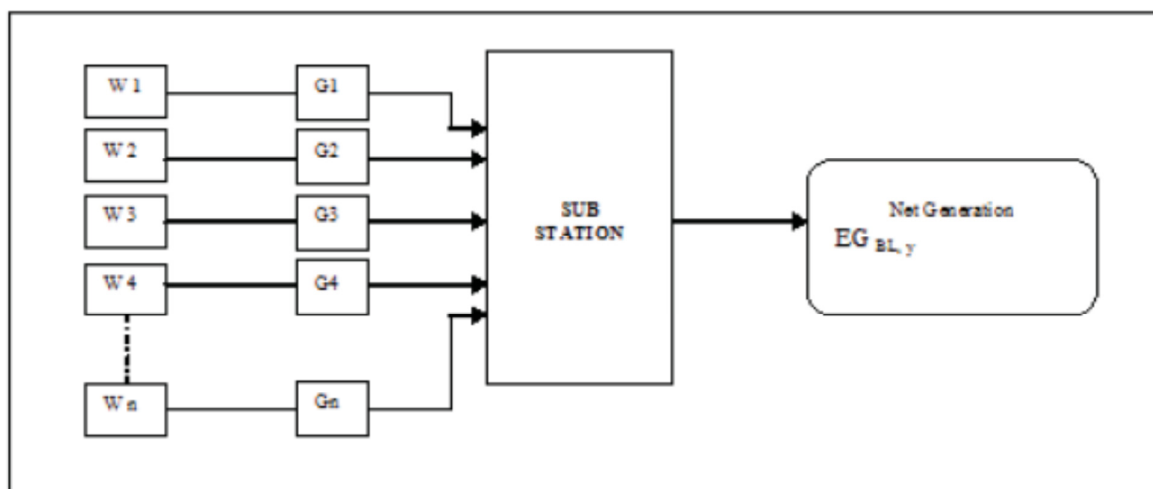 W 1
G1
W 2
G2
W 3
G3
W 4
G4
W n
Gn
SUB
STATION
Net Generation
EG BL, y